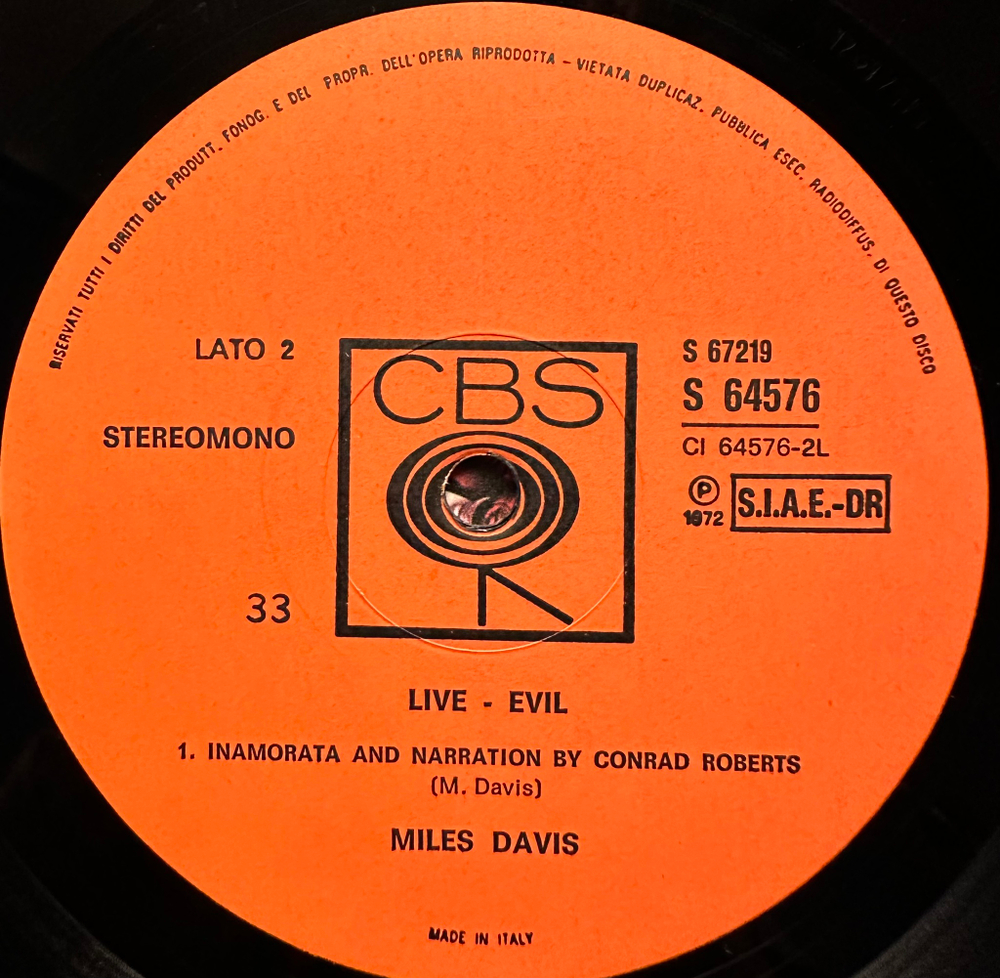 RISERVATI TUTTI I DIRITTI DEL PRODUTT. FONOG. E DEL PROPR. DELL'OPERA RIPRODOTTA - VIETATA DUPLICAZ. PUBBLICA ESEC. RADIODIFFUS. DI QUESTO DISCO
LATO 2
STEREOMONO
33
CBS
S 67219
S 64576
CI 64576-2L
℗ 1972
S.I.A.E.-DR
LIVE - EVIL
1. INAMORATA AND NARRATION BY CONRAD ROBERTS
(M. Davis)
MILES DAVIS
MADE IN ITALY